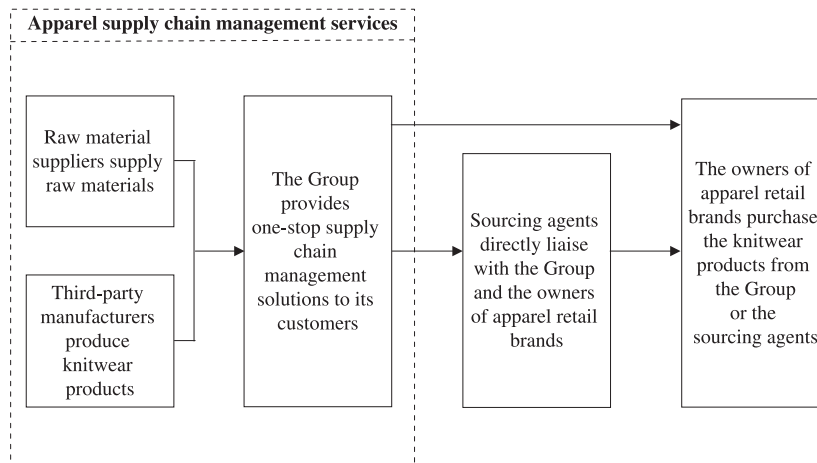 Apparel supply chain management services
Raw material
suppliers supply
raw materials
Third-party
manufacturers
produce
knitwear
products
The Group
provides
one-stop supply
chain
management
solutions to its
customers
Sourcing agents
directly liaise
with the Group
and the owners
of apparel retail
brands
The owners of
apparel retail
brands purchase
the knitwear
products from
the Group
or the
sourcing agents